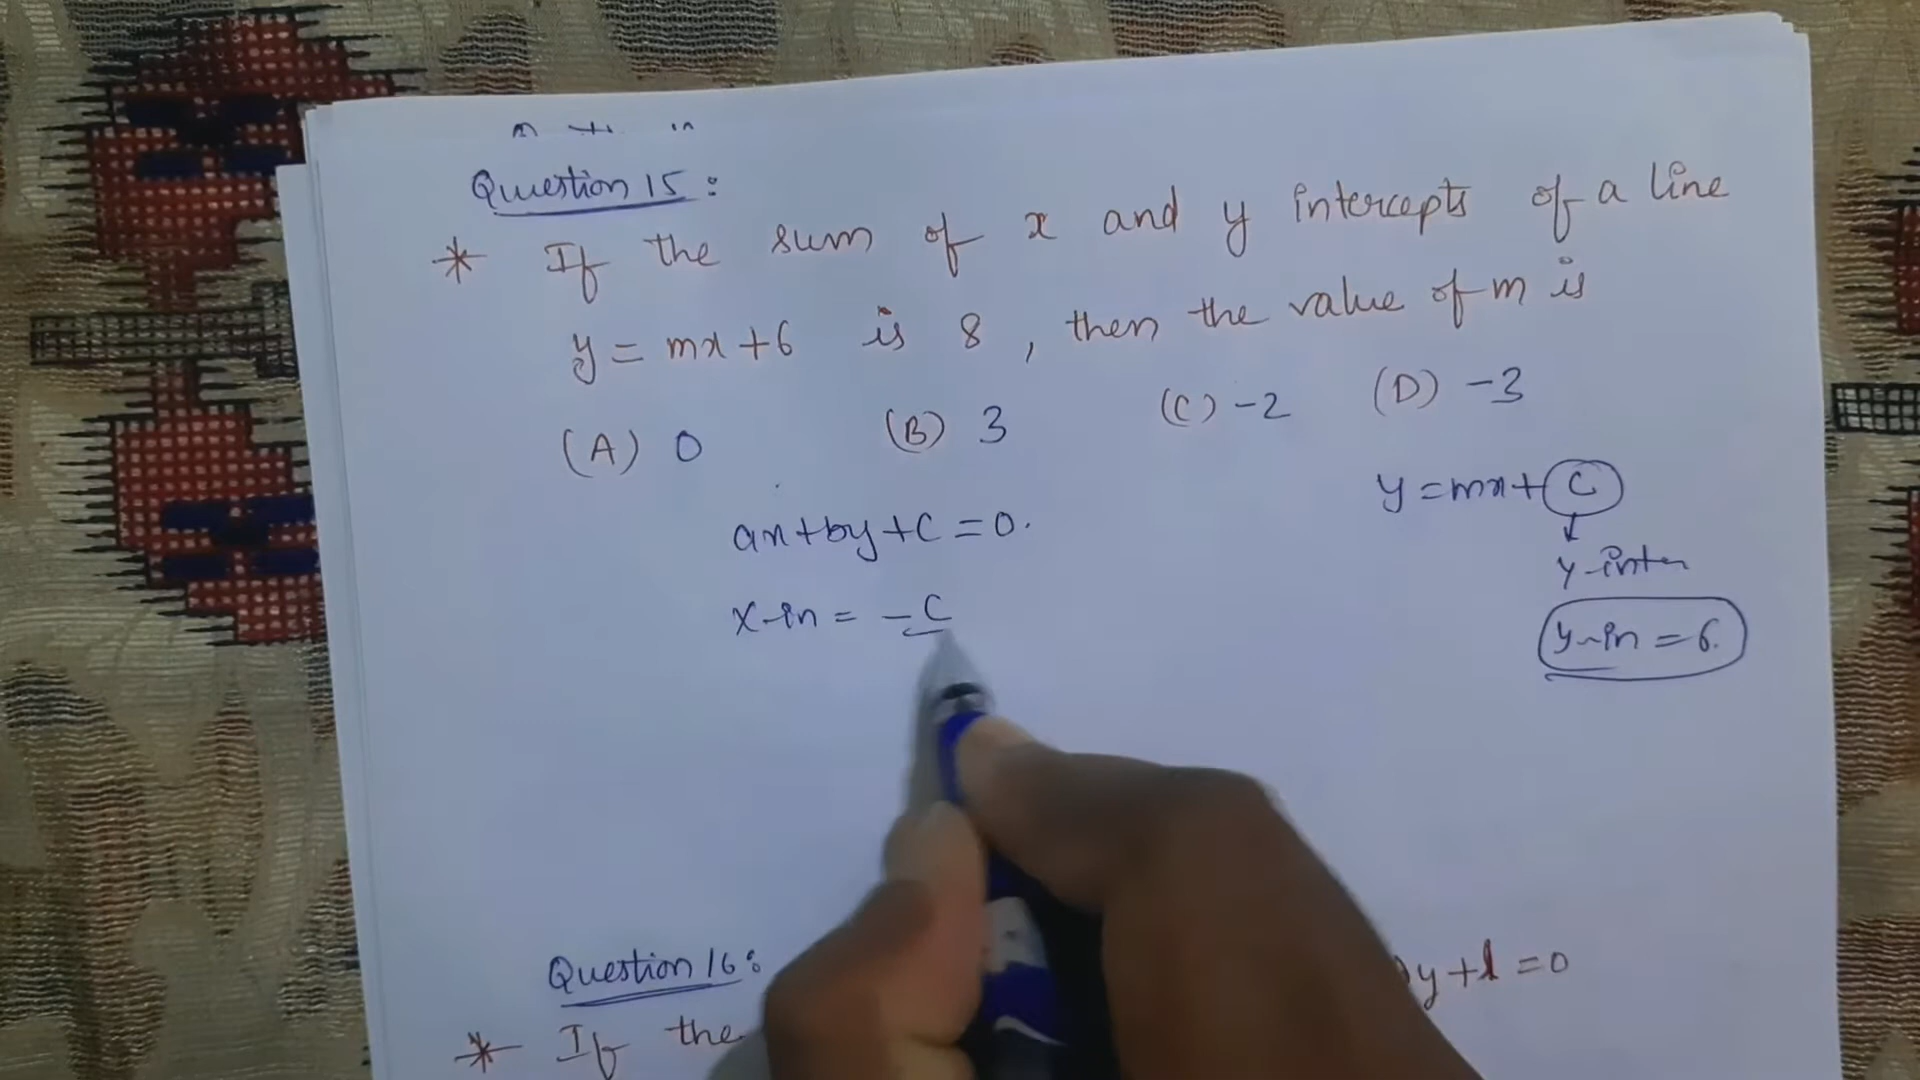 Question 15:
* If the sum of x and y intercepts of a line
y = mx + 6 is 8, then the value of m is
(A) 0 (B) 3 (C) -2 (D) -3
y = mx + c
ax + by + c = 0.
y-inter
x-in = -c
y-in = 6.
Question 16:
y + 1 = 0
* If the